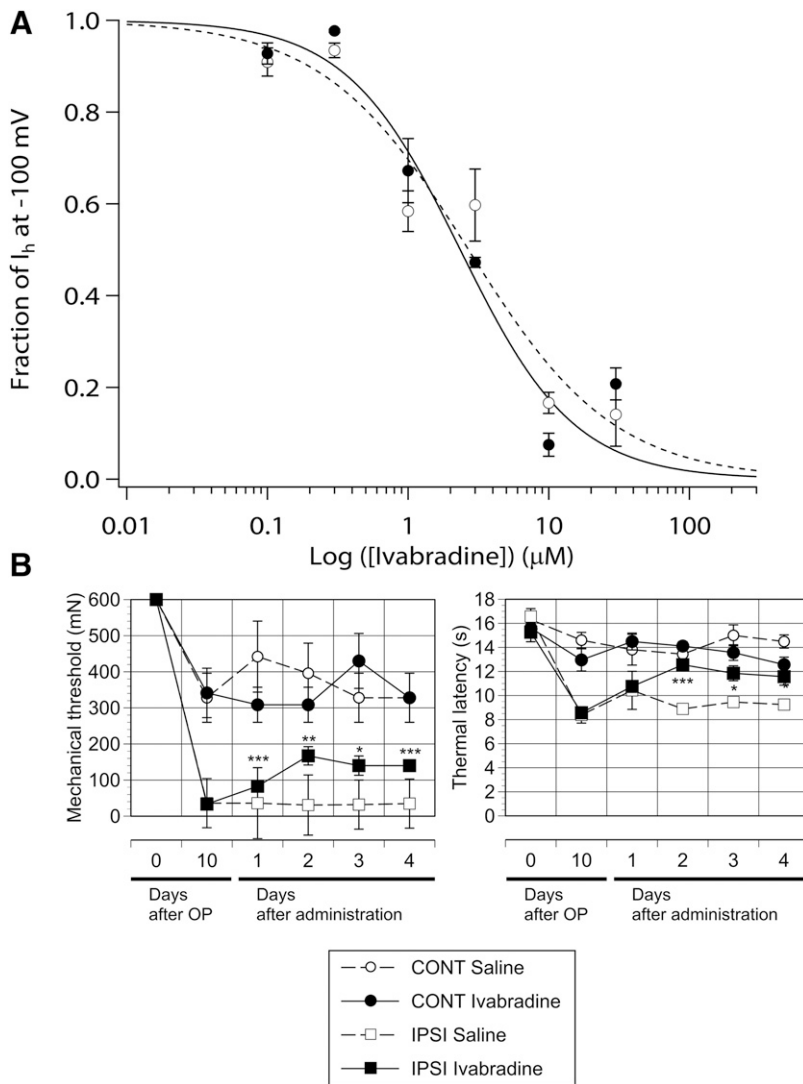 A
Fraction of Ih at -100 mV
1.0
0.8
0.6
0.4
0.2
0.0
0.01 0.1 1 10 100
Log ([Ivabradine]) (μM)
B
Mechanical threshold (mN)
600
500
400
300
200
100
0
*** ** * ***
0 10 1 2 3 4
Days after OP
Days after administration
Thermal latency (s)
18
16
14
12
10
8
6
4
2
0
*** * *
0 10 1 2 3 4
Days after OP
Days after administration
CONT Saline
CONT Ivabradine
IPSI Saline
IPSI Ivabradine